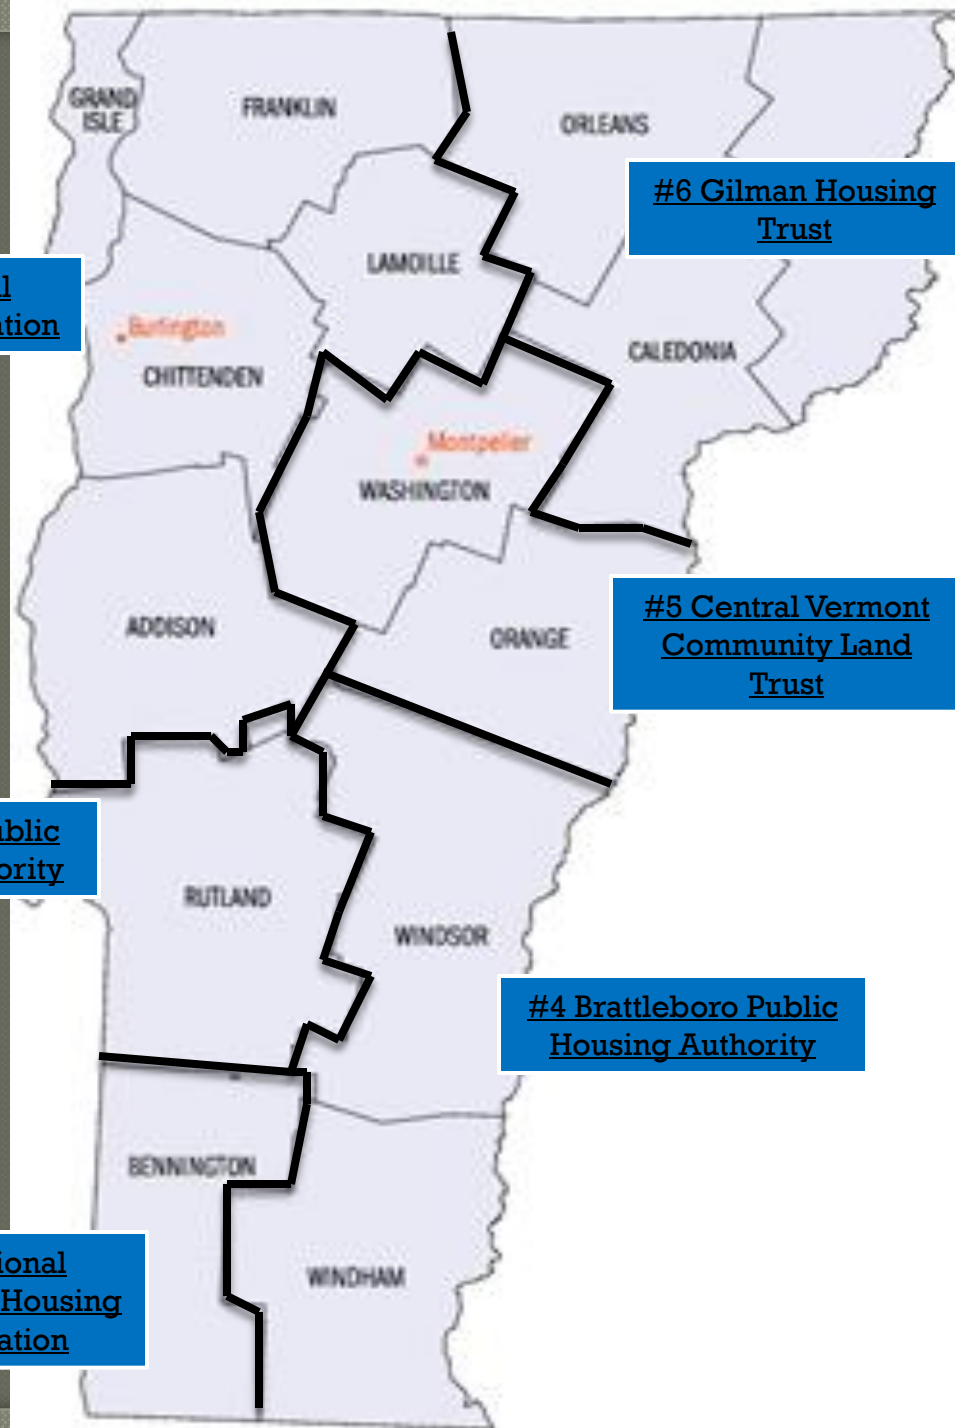 GRAND
ISLE
FRANKLIN
ORLEANS
#6 Gilman Housing
Trust
LAMOILLE
Burlington
CHITTENDEN
CALEDONIA
Montpelier
WASHINGTON
ADDISON
ORANGE
#5 Central Vermont
Community Land
Trust
RUTLAND
WINDSOR
#4 Brattleboro Public
Housing Authority
BENNINGTON
Housing
WINDHAM